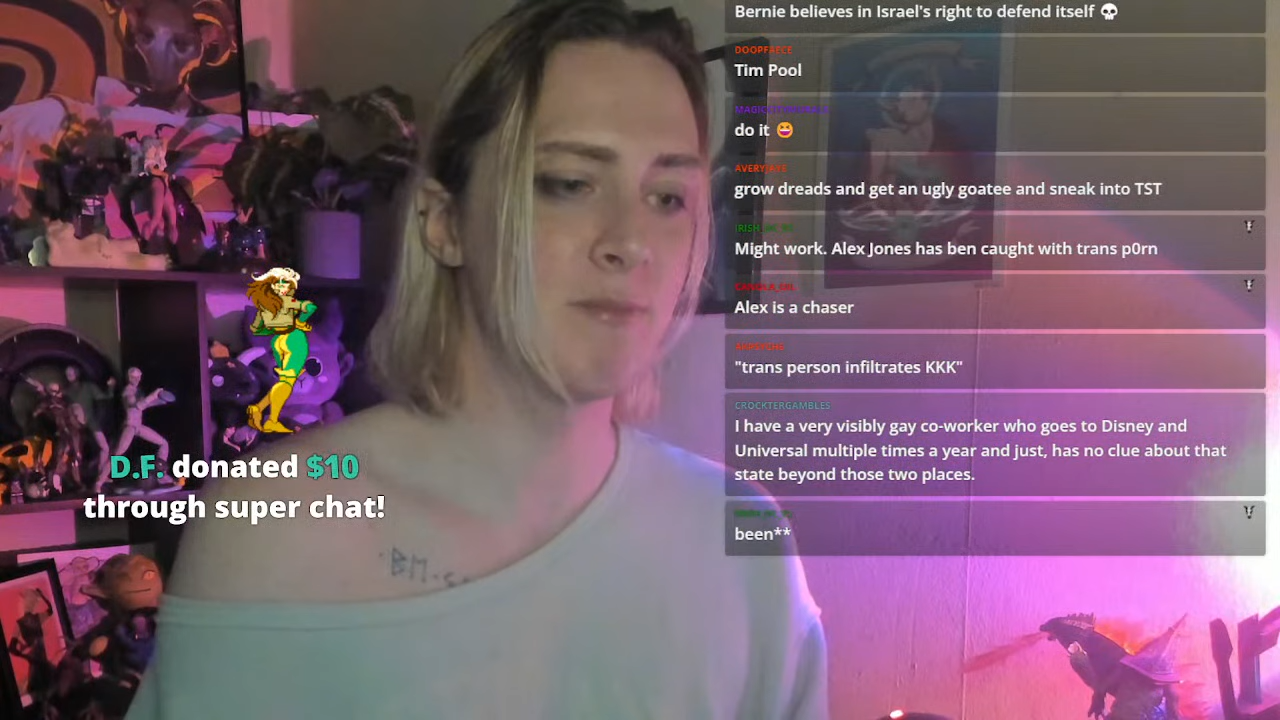 Bernie believes in Israel's right to defend itself 💀
DOOPFAECE
Tim Pool
do it 😆
grow dreads and get an ugly goatee and sneak into TST
Might work. Alex Jones has ben caught with trans p0rn
Alex is a chaser
"trans person infiltrates KKK"
CROCKTERGAMBLES
I have a very visibly gay co-worker who goes to Disney and
Universal multiple times a year and just, has no clue about that
state beyond those two places.
been**
D.F. donated $10
through super chat!